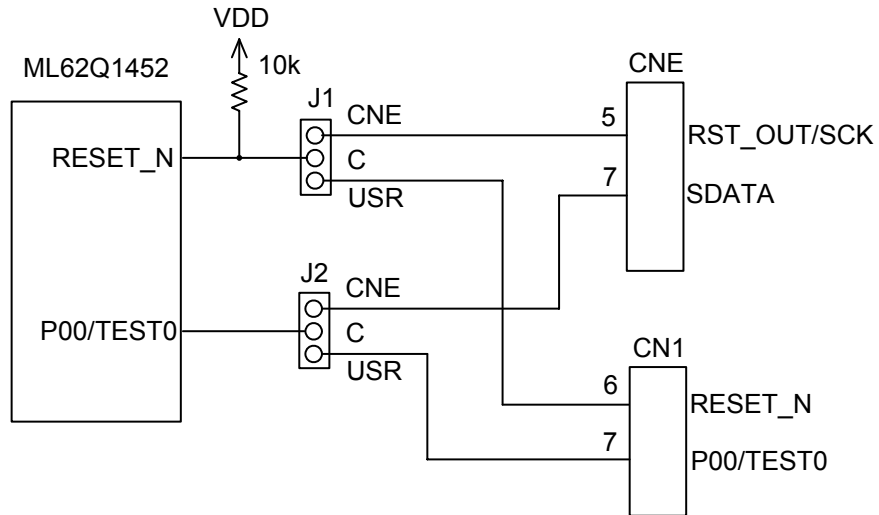 VDD
ML62Q1452
10k
CNE
J1
CNE
5
RST_OUT/SCK
RESET_N
C
7
SDATA
USR
J2
CNE
P00/TEST0
C
CN1
USR
6
RESET_N
7
P00/TEST0